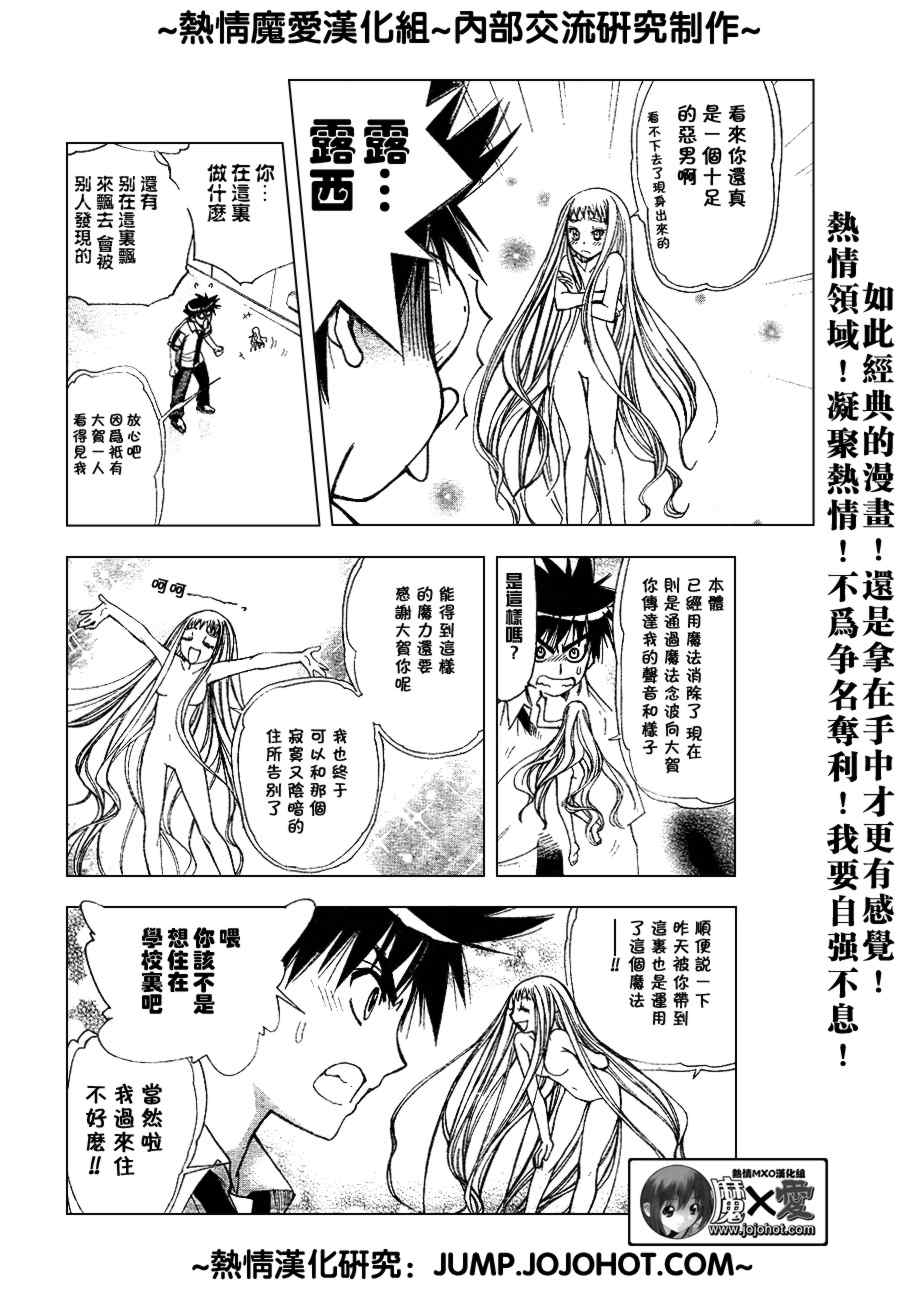 ~熱情魔愛漢化組~內部交流研究制作~
看來你還真
是一個十足
的惡男啊
看不下去了現身出來的
露…
露西
你…
在這裏
做什麽
還有
别在這裏飄
來飄去 會被
别人發現的
放心吧
因爲祇有
大賀一人
看得見我
本體
已經用魔法消除了 現在
則是通過魔法念波向大賀
你傳達我的聲音和樣子
是這樣嗎?
能得到這樣
的魔力還要
感謝大賀你呢
呵呵
我也終于
可以和那個
寂寞又陰暗的
住所告别了
順便説一下
昨天被你帶到
這裏也是運用
了這個魔法
—!!
喂
你該不是
想住在
學校裏吧
當然啦
我過來住
不好麽!!
如此經典的漫畫！還是拿在手中才更有感覺！
熱情領域！凝聚熱情！不爲争名奪利！我要自强不息！
熱情MXO漢化組
魔×愛
www.jojohot.com
~熱情漢化研究：JUMP.JOJOHOT.COM~